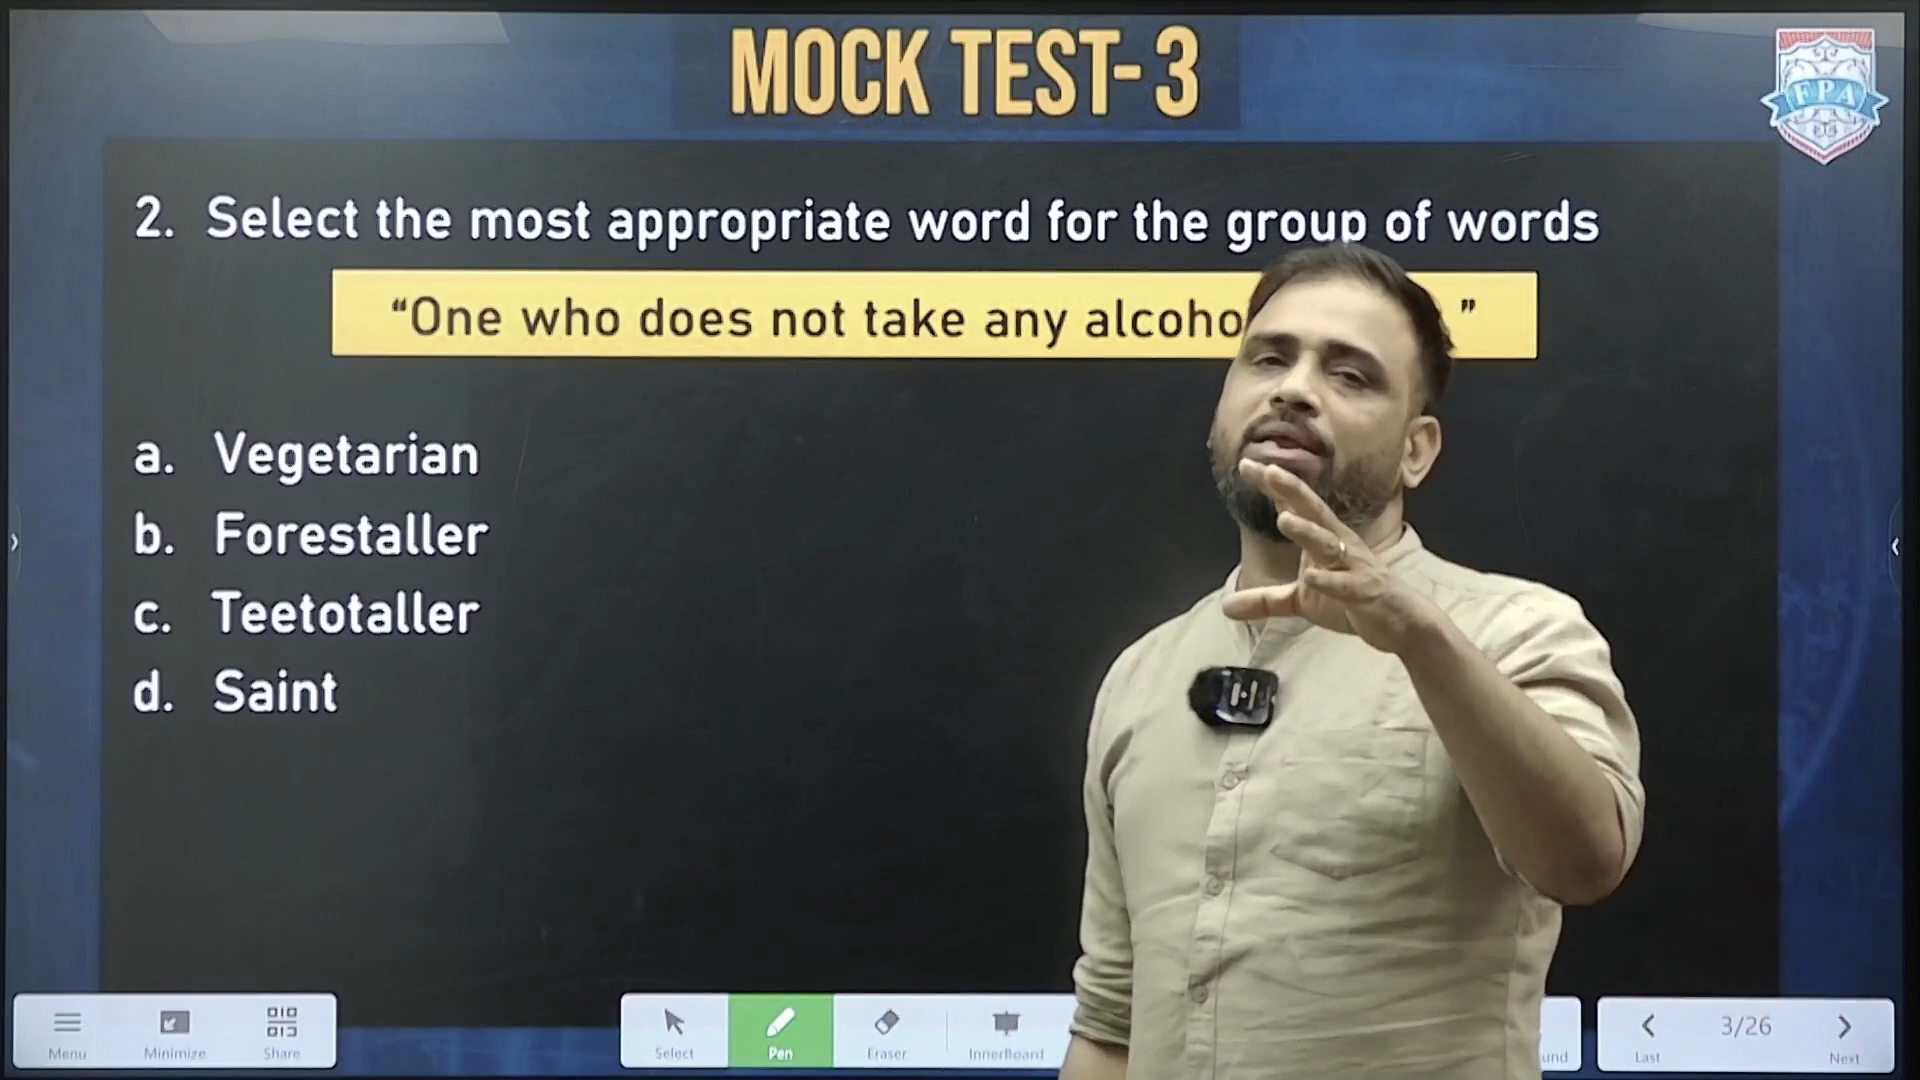 MOCK TEST-3
FPA
2. Select the most appropriate word for the group of words
“One who does not take any ”
a. Vegetarian
b. Forestaller
c. Teetotaller
d. Saint
Menu
Minimize
Share
Select
Pen
Eraser
InnerBoard
3/26
Last
Next